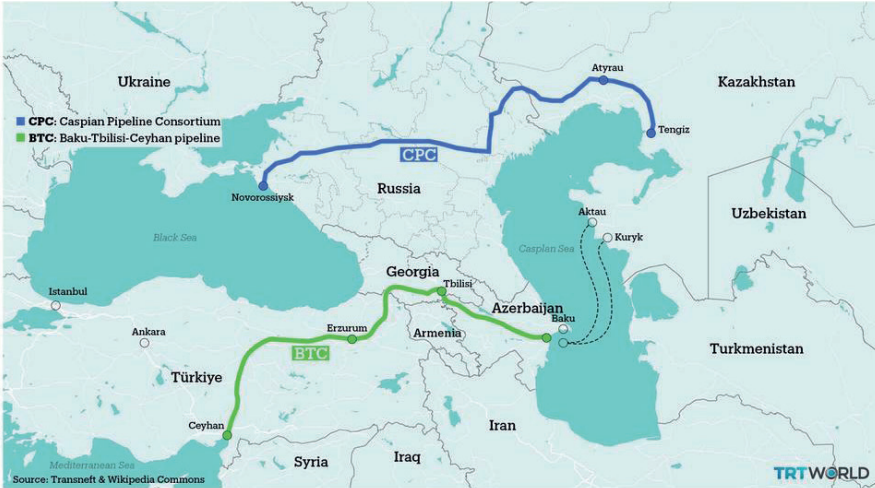 Ukraine
Atyrau
Kazakhstan
CPC: Caspian Pipeline Consortium
BTC: Baku-Tbilisi-Ceyhan pipeline
Tengiz
CPC
Russia
Novorossiysk
Aktau
Uzbekistan
Kuryk
Black Sea
Caspian Sea
Georgia
Tbilisi
Istanbul
Azerbaijan
Baku
Erzurum
Armenia
Ankara
BTC
Turkmenistan
Türkiye
Ceyhan
Iran
Mediterranean Sea
Syria
Iraq
Source: Transneft & Wikipedia Commons
TRTWORLD